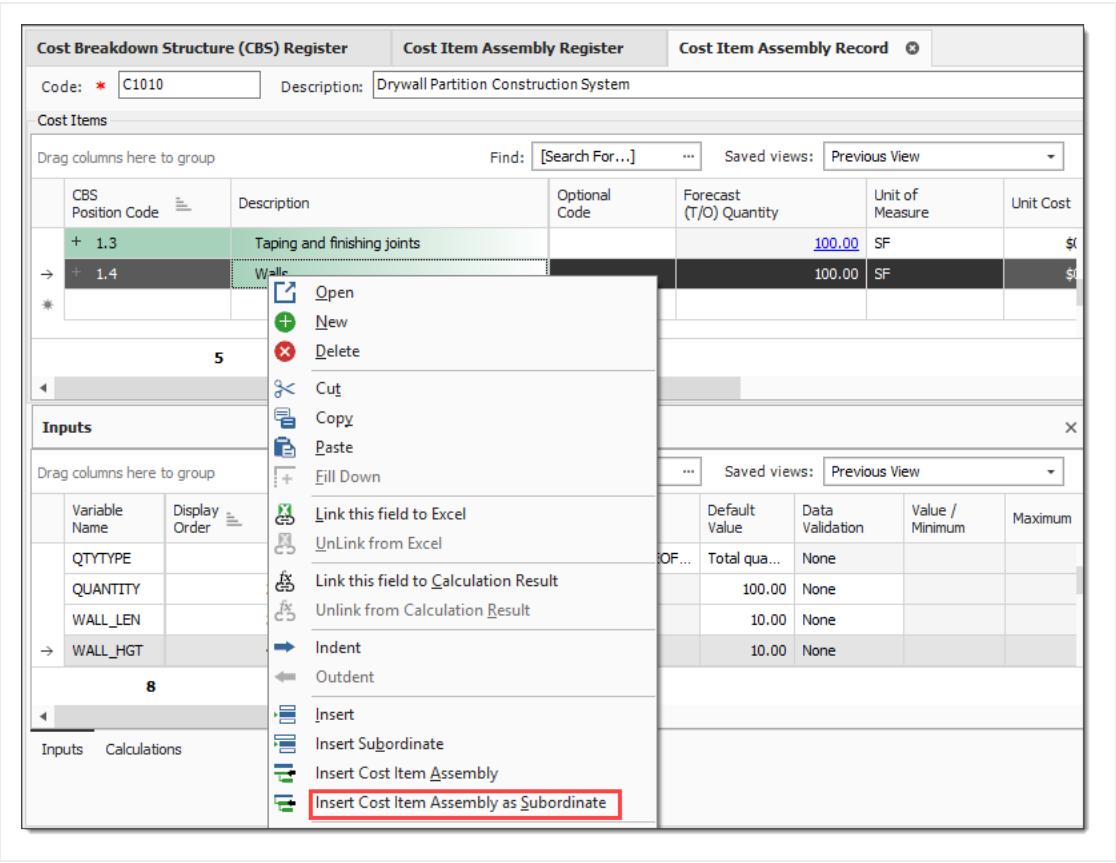 Cost Breakdown Structure (CBS) Register Cost Item Assembly Register Cost Item Assembly Record
Code: * C1010 Description: Drywall Partition Construction System
Cost Items
Drag columns here to group Find: [Search For...] ... Saved views: Previous View
CBS Position Code Description Optional Code Forecast (T/O) Quantity Unit of Measure Unit Cost
+ 1.3 Taping and finishing joints 100.00 SF
+ 1.4 Walls 100.00 SF
5
Open
New
Delete
Cut
Copy
Paste
Fill Down
Link this field to Excel
UnLink from Excel
Link this field to Calculation Result
Unlink from Calculation Result
Indent
Outdent
Insert
Insert Subordinate
Insert Cost Item Assembly
Insert Cost Item Assembly as Subordinate
Inputs
Drag columns here to group ... Saved views: Previous View
Variable Name Display Order Default Value Data Validation Value / Minimum Maximum
QTYTYPE OF... Total qua... None
QUANTITY 100.00 None
WALL_LEN 10.00 None
WALL_HGT 10.00 None
8
Inputs Calculations